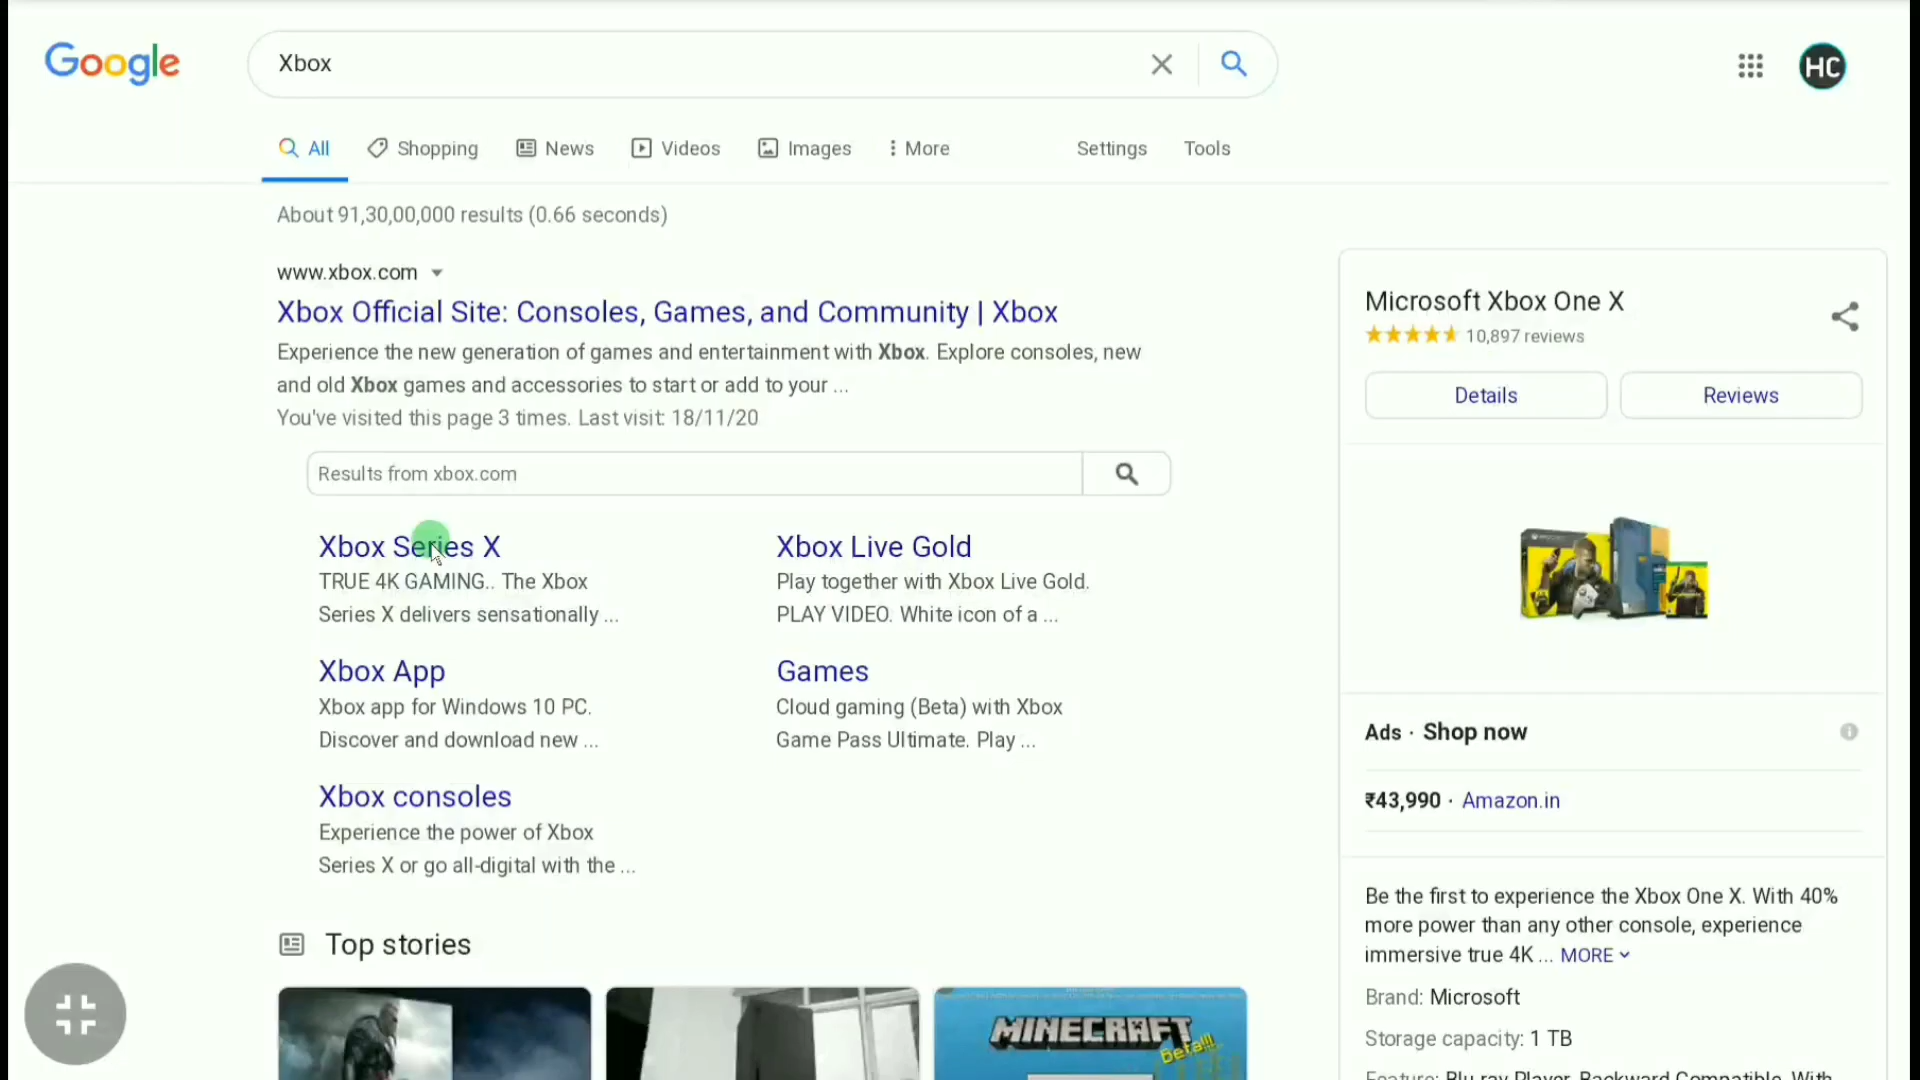 Google
Xbox
HC
All
Shopping
News
Videos
Images
More
Settings
Tools
About 91,30,00,000 results (0.66 seconds)
www.xbox.com
Xbox Official Site: Consoles, Games, and Community | Xbox
Experience the new generation of games and entertainment with Xbox. Explore consoles, new
and old Xbox games and accessories to start or add to your ...
You've visited this page 3 times. Last visit: 18/11/20
Results from xbox.com
Xbox Series X
TRUE 4K GAMING.. The Xbox
Series X delivers sensationally ...
Xbox Live Gold
Play together with Xbox Live Gold.
PLAY VIDEO. White icon of a ...
Xbox App
Xbox app for Windows 10 PC.
Discover and download new ...
Games
Cloud gaming (Beta) with Xbox
Game Pass Ultimate. Play ...
Xbox consoles
Experience the power of Xbox
Series X or go all-digital with the ...
Top stories
MINECRAFT
Beta!!!
Microsoft Xbox One X
10,897 reviews
Details
Reviews
Ads · Shop now
₹43,990 · Amazon.in
Be the first to experience the Xbox One X. With 40%
more power than any other console, experience
immersive true 4K ... MORE
Brand: Microsoft
Storage capacity: 1 TB
Feature: Blu-ray Player, Backward Compatible, With